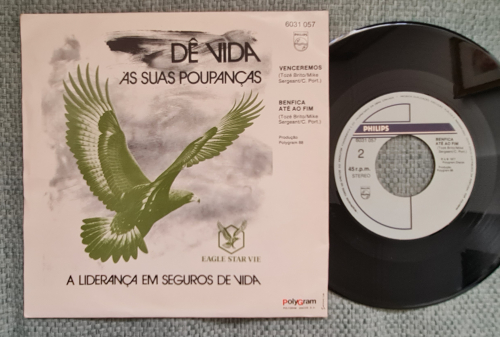 6031 057
PHILIPS
DÊ VIDA
ÀS SUAS POUPANÇAS
VENCEREMOS
(Tozé Brito/Mike
Sergeant/C. Port.)
BENFICA
ATÉ AO FIM
(Tozé Brito/Mike
Sergeant/C. Port.)
Produção
Polygram
EAGLE STAR VIE
A LIDERANÇA EM SEGUROS DE VIDA
polygram
PHILIPS
6031 057
2
45 r.p.m.
STEREO
BENFICA
ATÉ AO FIM